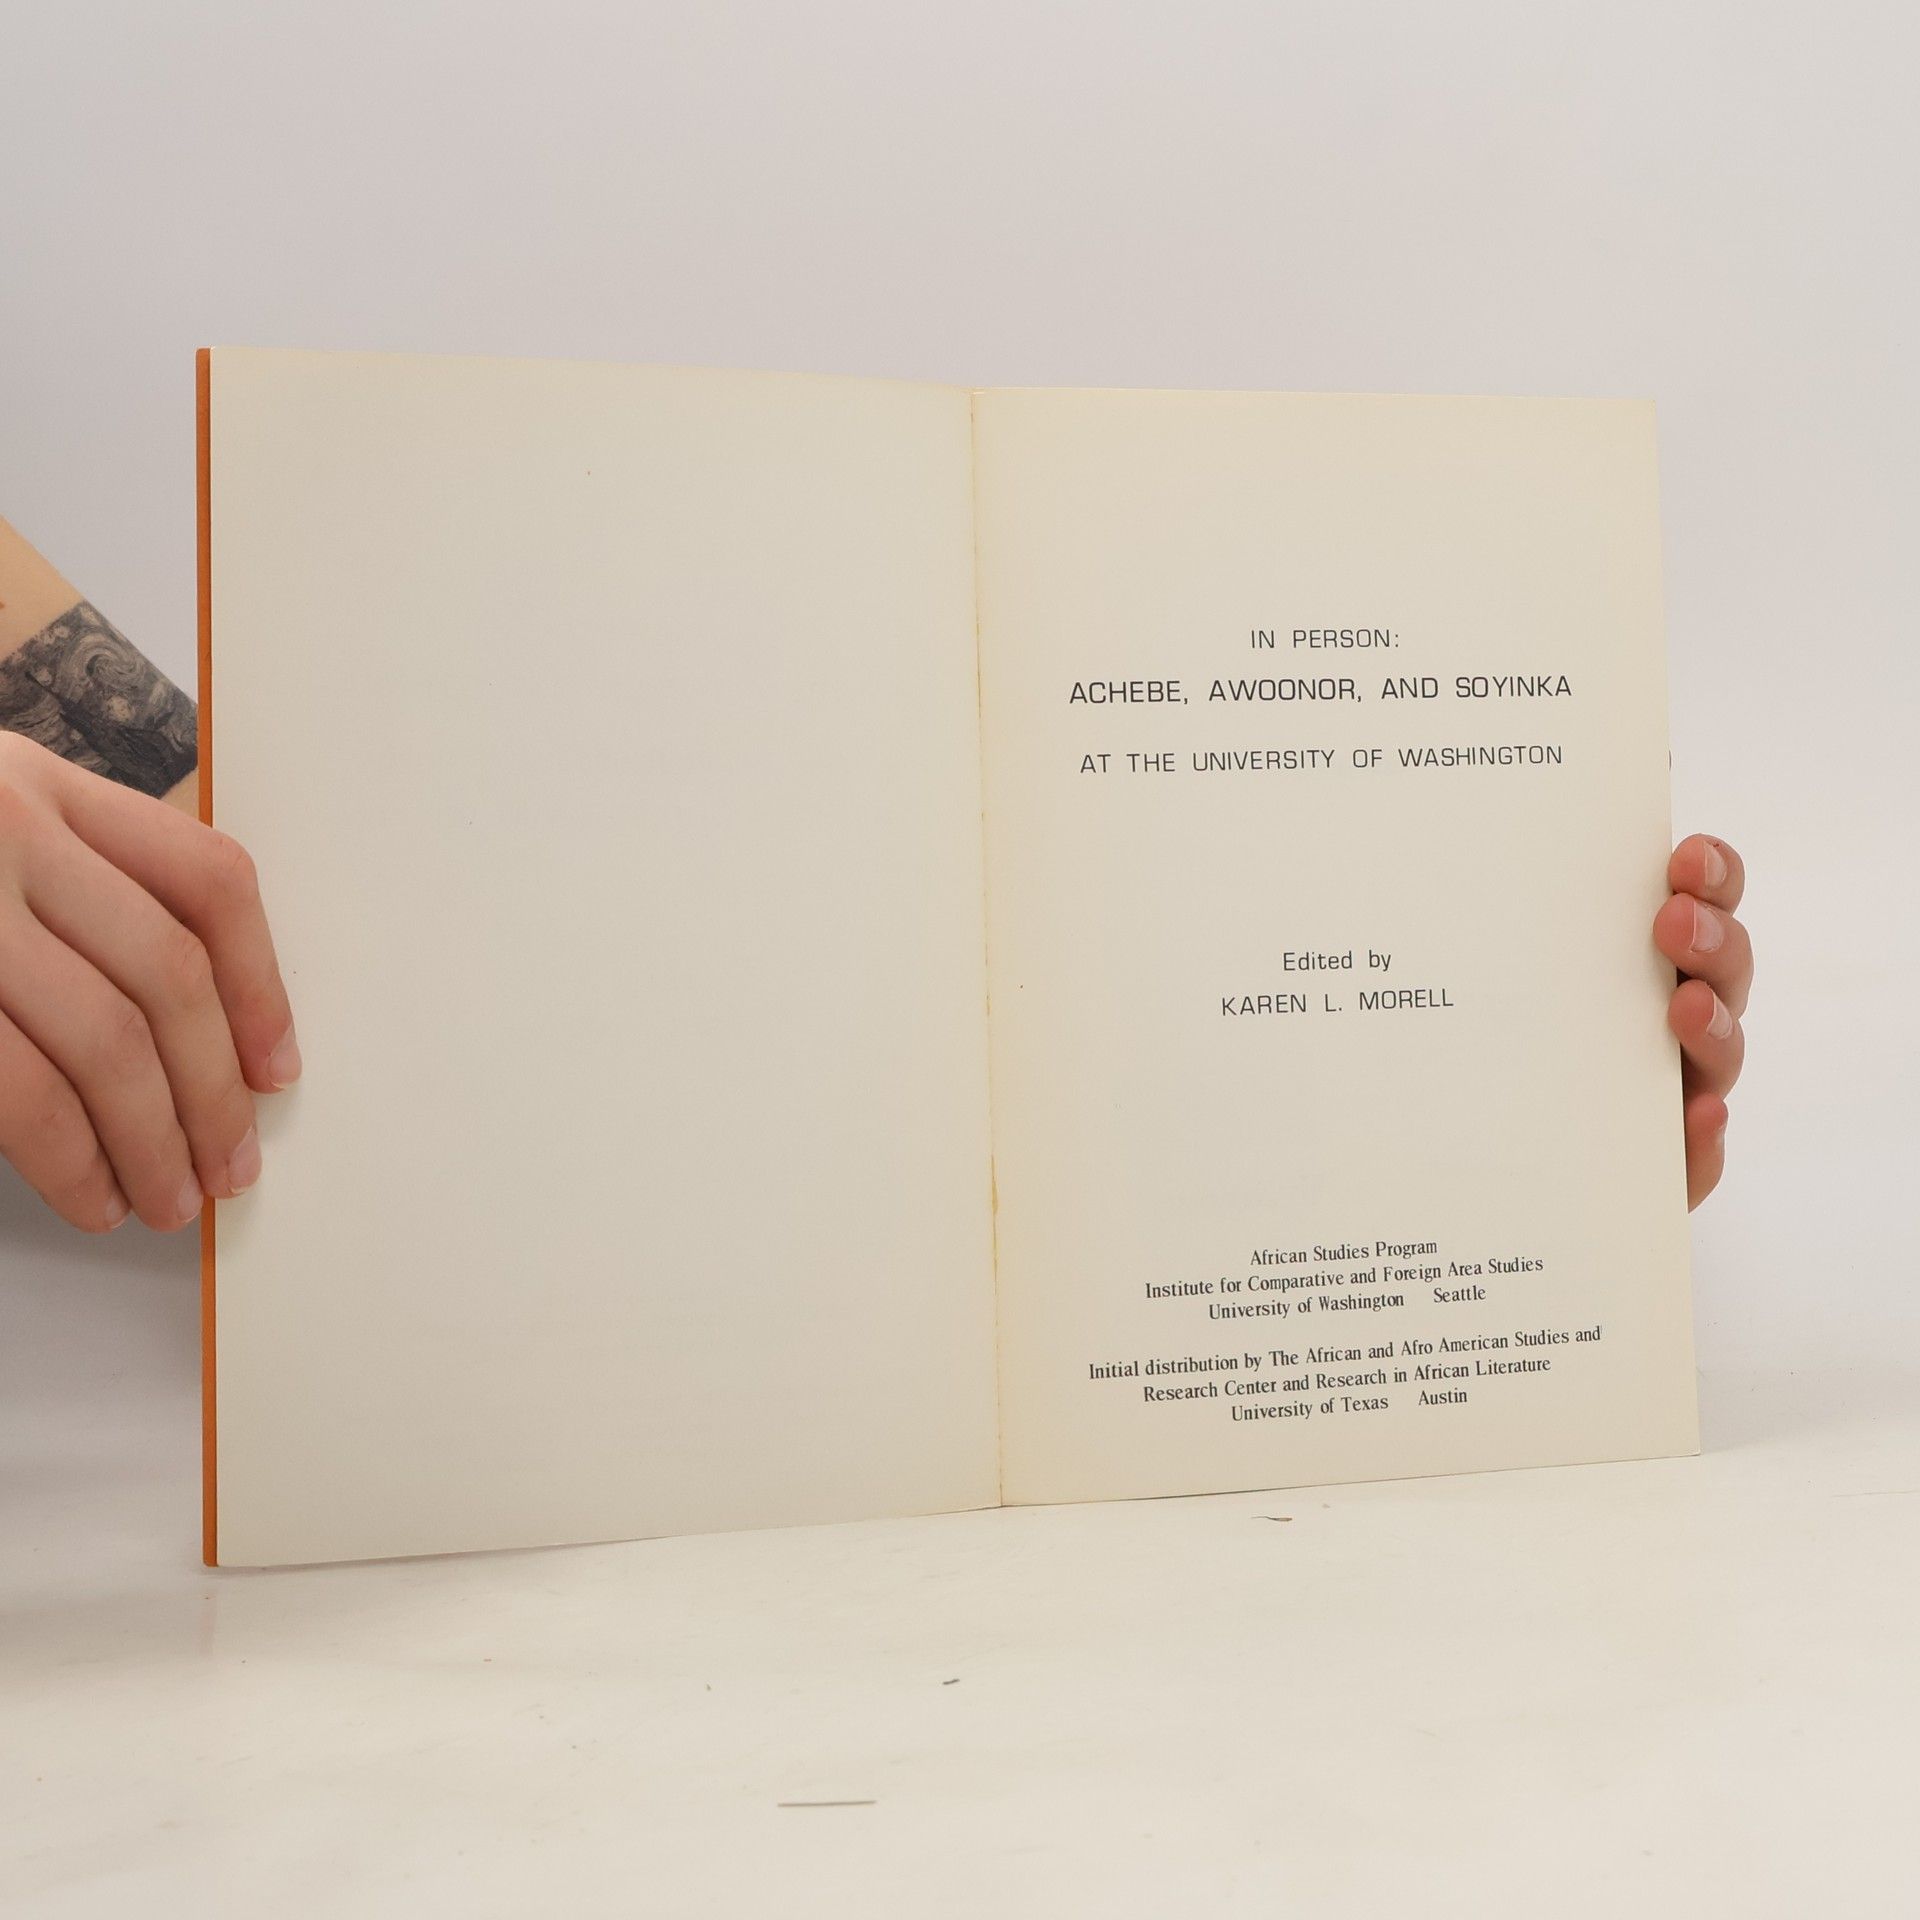 IN PERSON:
ACHEBE, AWOONOR, AND SOYINKA
AT THE UNIVERSITY OF WASHINGTON
Edited by
KAREN L. MORELL
African Studies Program
Institute for Comparative and Foreign Area Studies
University of Washington Seattle
Initial distribution by The African and Afro American Studies and
Research Center and Research in African Literature
University of Texas Austin